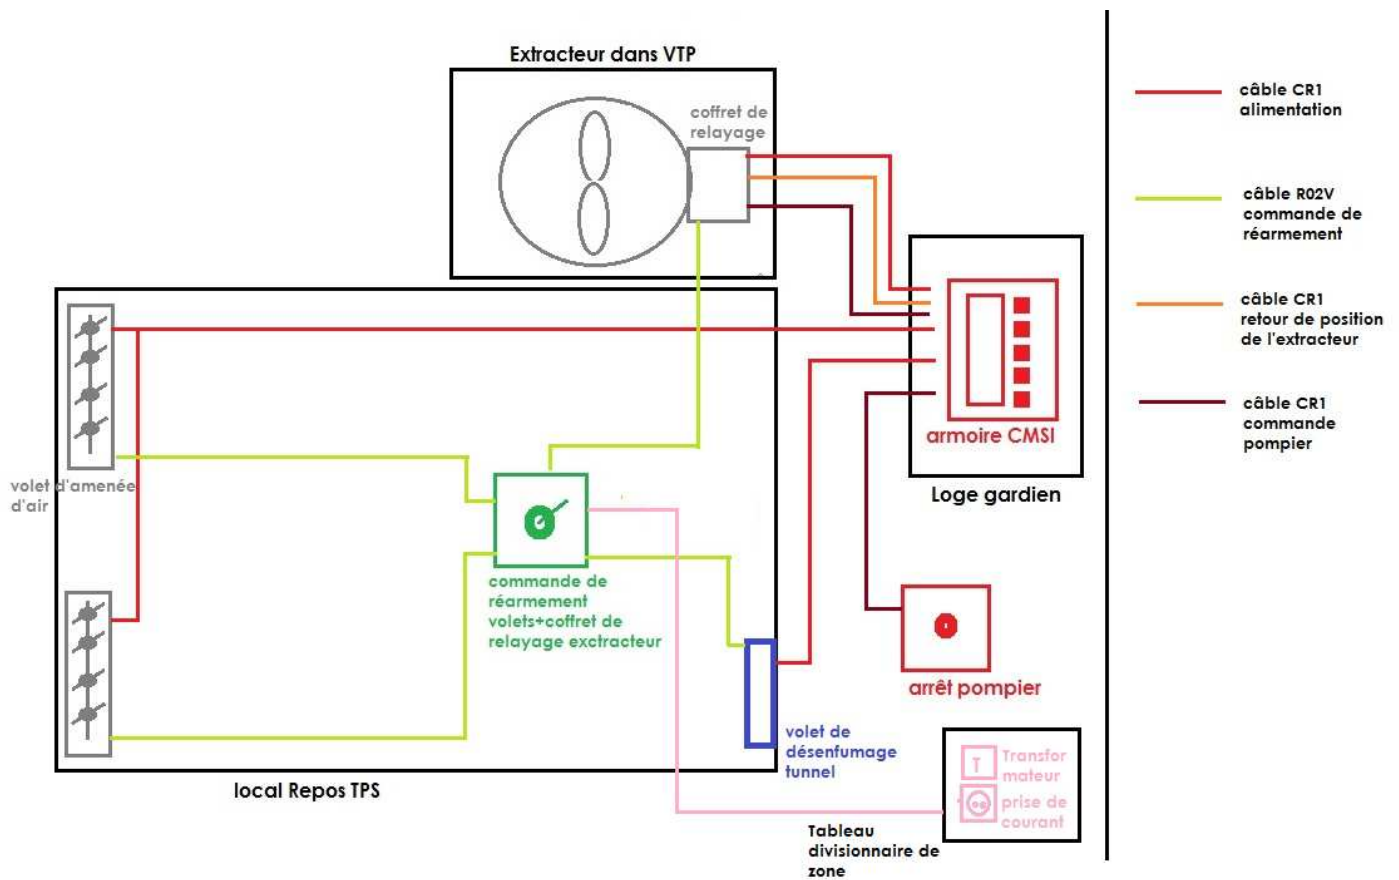 Extracteur dans VTP
coffret de
relayage
câble CR1
alimentation
câble R02V
commande de
réarmement
câble CR1
retour de position
de l'extracteur
câble CR1
commande
pompier
armoire CMSI
Loge gardien
volet d'amenée
d'air
commande de
réarmement
volets+coffret de
relayage exctracteur
arrêt pompier
volet de
désenfumage
tunnel
local Repos TPS
T
Transfor
mateur
prise de
courant
Tableau
divisionnaire de
zone